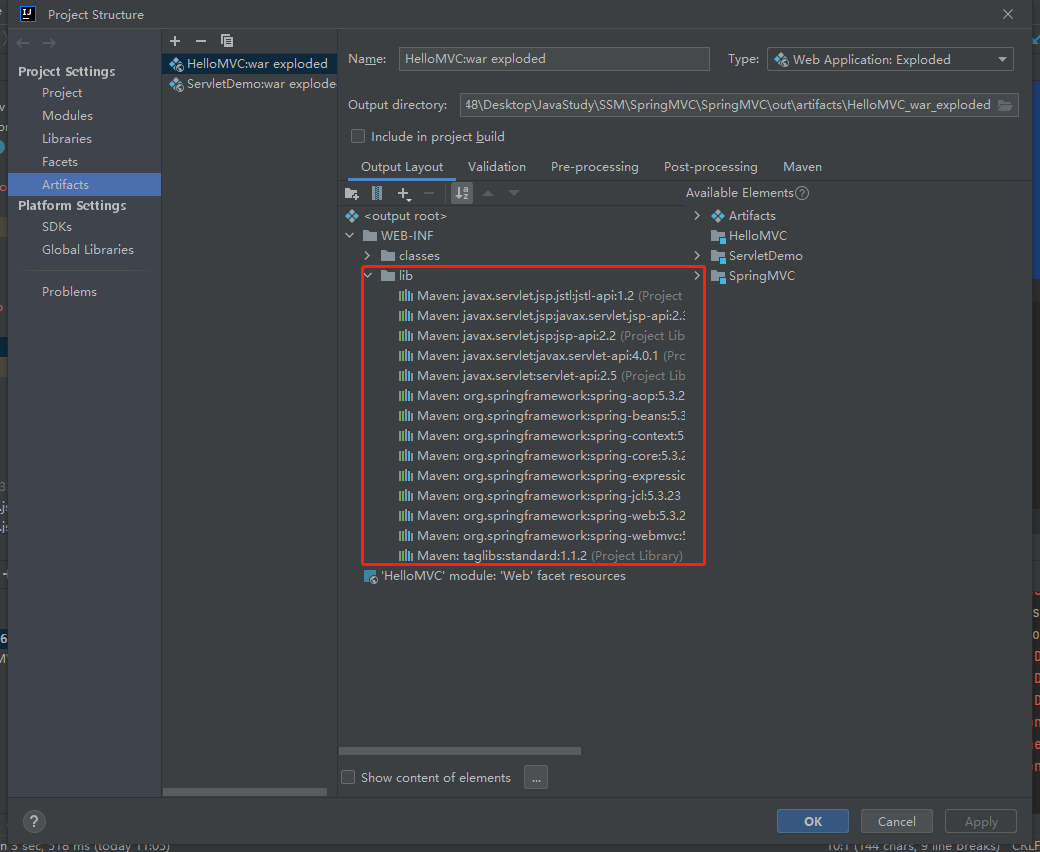 Project Structure
Project Settings
Project
Modules
Libraries
Facets
Artifacts
Platform Settings
SDKs
Global Libraries
Problems
HelloMVC:war exploded
ServletDemo:war explode
Name: HelloMVC:war exploded
Type: Web Application: Exploded
Output directory: 48\Desktop\JavaStudy\SSM\SpringMVC\SpringMVC\out\artifacts\HelloMVC_war_exploded
Include in project build
Output Layout Validation Pre-processing Post-processing Maven
<output root>
WEB-INF
classes
lib
Maven: javax.servlet.jsp.jstl:jstl-api:1.2 (Project
Maven: javax.servlet.jsp:javax.servlet.jsp-api:2.3
Maven: javax.servlet.jsp:jsp-api:2.2 (Project Lib
Maven: javax.servlet:javax.servlet-api:4.0.1 (Pro
Maven: javax.servlet:servlet-api:2.5 (Project Lib
Maven: org.springframework:spring-aop:5.3.2
Maven: org.springframework:spring-beans:5.3
Maven: org.springframework:spring-context:5.
Maven: org.springframework:spring-core:5.3.2
Maven: org.springframework:spring-expressio
Maven: org.springframework:spring-jcl:5.3.23
Maven: org.springframework:spring-web:5.3.2
Maven: org.springframework:spring-webmvc:5
Maven: taglibs:standard:1.1.2 (Project Library)
'HelloMVC' module: 'Web' facet resources
Available Elements
Artifacts
HelloMVC
ServletDemo
SpringMVC
Show content of elements ...
? OK Cancel Apply
3 sec, 518 ms (today 11:05) 10:1 (144 chars, 9 line breaks) CRLF